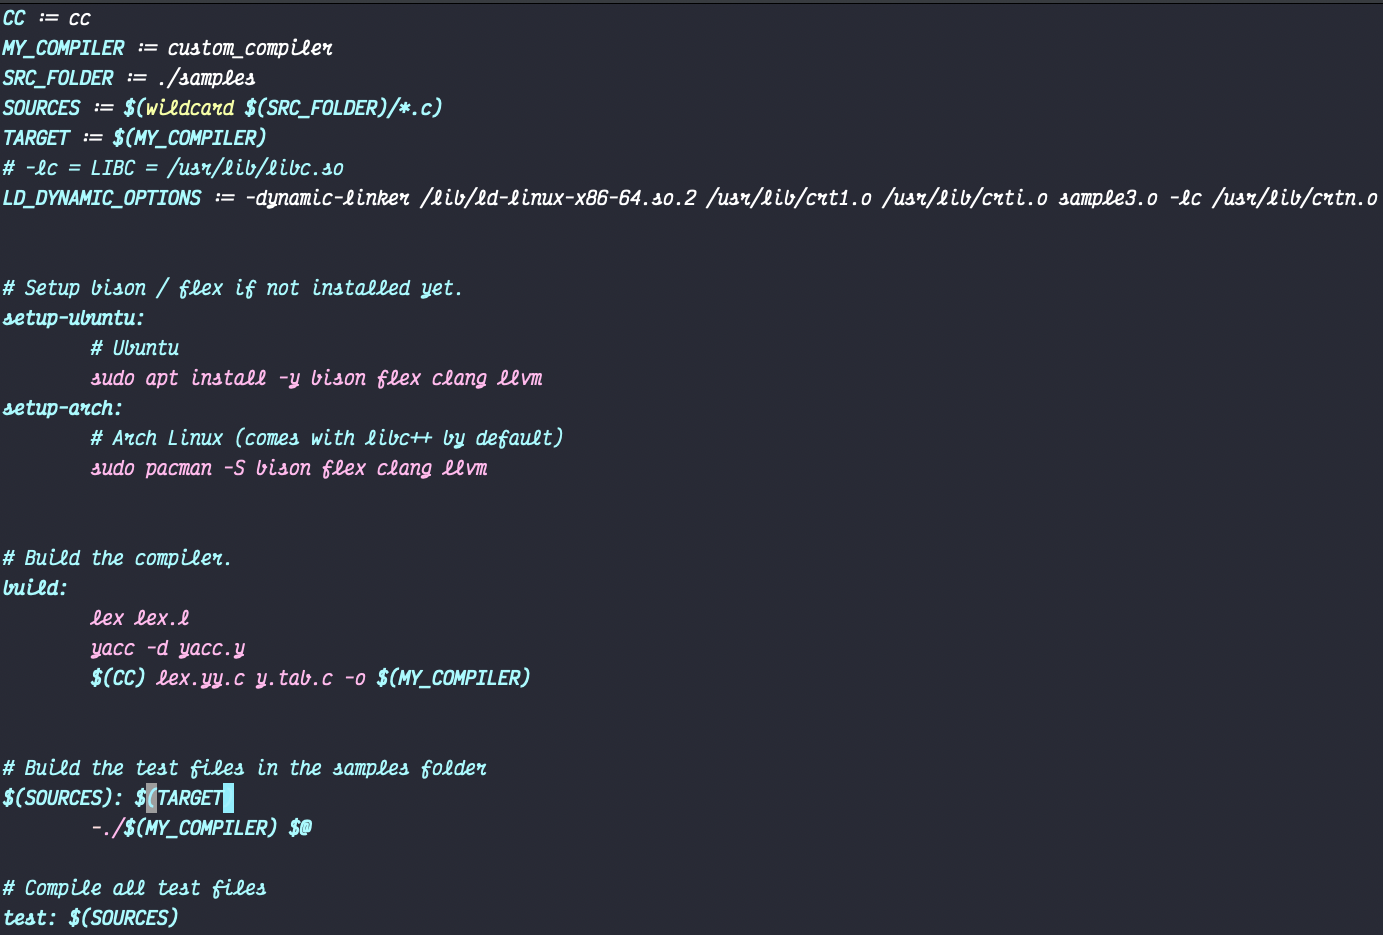 CC := cc
MY_COMPILER := custom_compiler
SRC_FOLDER := ./samples
SOURCES := $(wildcard $(SRC_FOLDER)/*.c)
TARGET := $(MY_COMPILER)
# -lc = LIBC = /usr/lib/libc.so
LD_DYNAMIC_OPTIONS := -dynamic-linker /lib/ld-linux-x86-64.so.2 /usr/lib/crt1.o /usr/lib/crti.o sample3.o -lc /usr/lib/crtn.o
# Setup bison / flex if not installed yet.
setup-ubuntu:
# Ubuntu
sudo apt install -y bison flex clang llvm
setup-arch:
# Arch Linux (comes with libc++ by default)
sudo pacman -S bison flex clang llvm
# Build the compiler.
build:
lex lex.l
yacc -d yacc.y
$(CC) lex.yy.c y.tab.c -o $(MY_COMPILER)
# Build the test files in the samples folder
$(SOURCES): $(TARGET)
-./$(MY_COMPILER) $@
# Compile all test files
test: $(SOURCES)